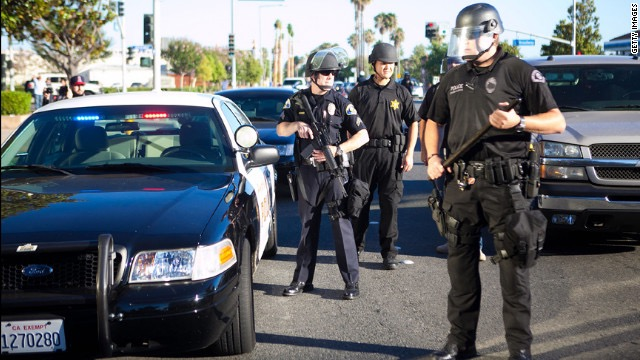 GETTY IMAGES
POLICE
CA EXEMPT
1270280